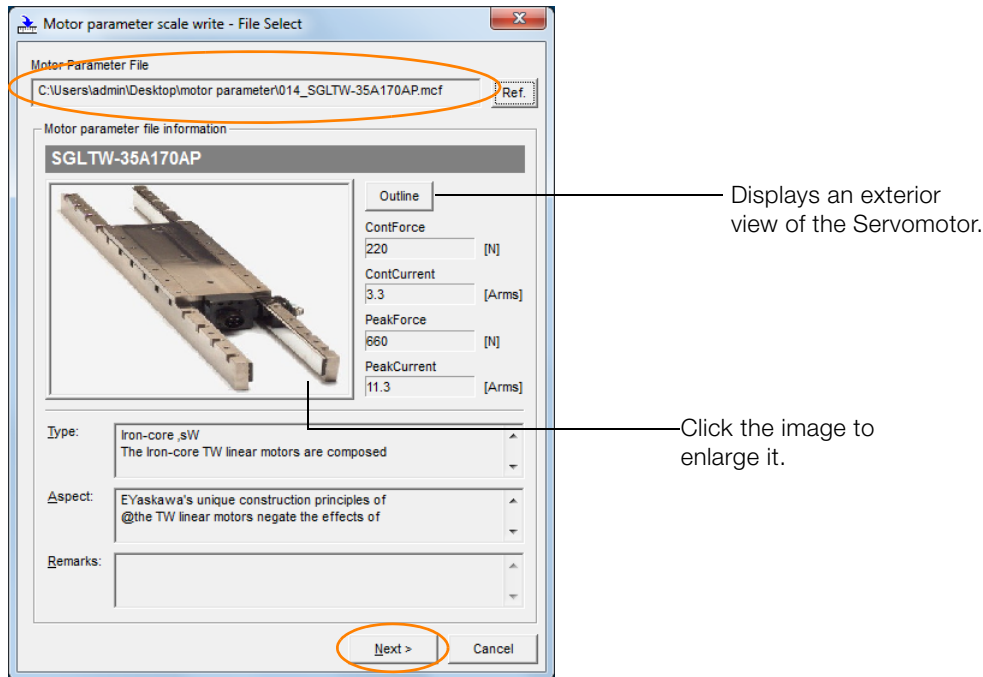 Motor parameter scale write - File Select
Motor Parameter File
C:\Users\admin\Desktop\motor parameter\014_SGLTW-35A170AP.mcf
Ref.
Motor parameter file information
SGLTW-35A170AP
Outline
Displays an exterior
view of the Servomotor.
ContForce
220 [N]
ContCurrent
3.3 [Arms]
PeakForce
660 [N]
PeakCurrent
11.3 [Arms]
Click the image to
enlarge it.
Type:
Iron-core ,sW
The Iron-core TW linear motors are composed
Aspect:
EYaskawa's unique construction principles of
@the TW linear motors negate the effects of
Remarks:
Next >
Cancel